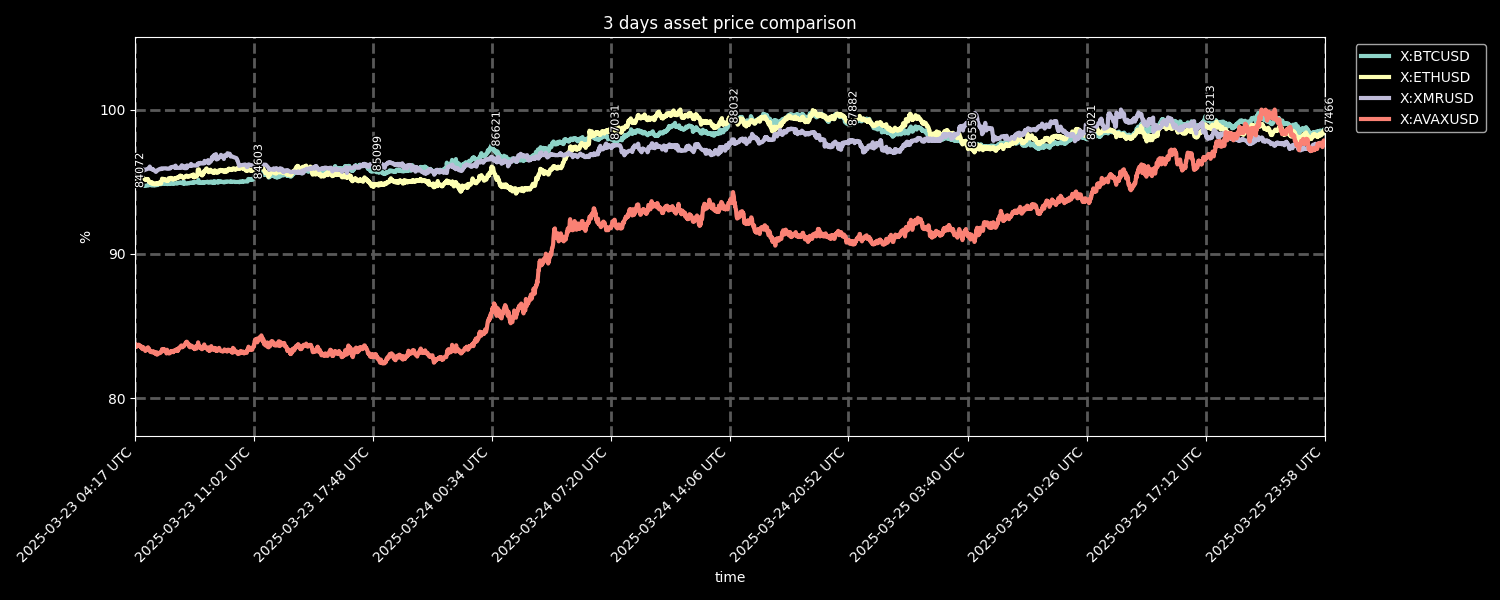 3 days asset price comparison
X:BTCUSD
X:ETHUSD
X:XMRUSD
X:AVAXUSD
100
90
80
%
84072
84603
85099
86621
87031
88032
87882
86550
87021
88213
87466
2025-03-23 04:17 UTC
2025-03-23 11:02 UTC
2025-03-23 17:48 UTC
2025-03-24 00:34 UTC
2025-03-24 07:20 UTC
2025-03-24 14:06 UTC
2025-03-24 20:52 UTC
2025-03-25 03:40 UTC
2025-03-25 10:26 UTC
2025-03-25 17:12 UTC
2025-03-25 23:58 UTC
time